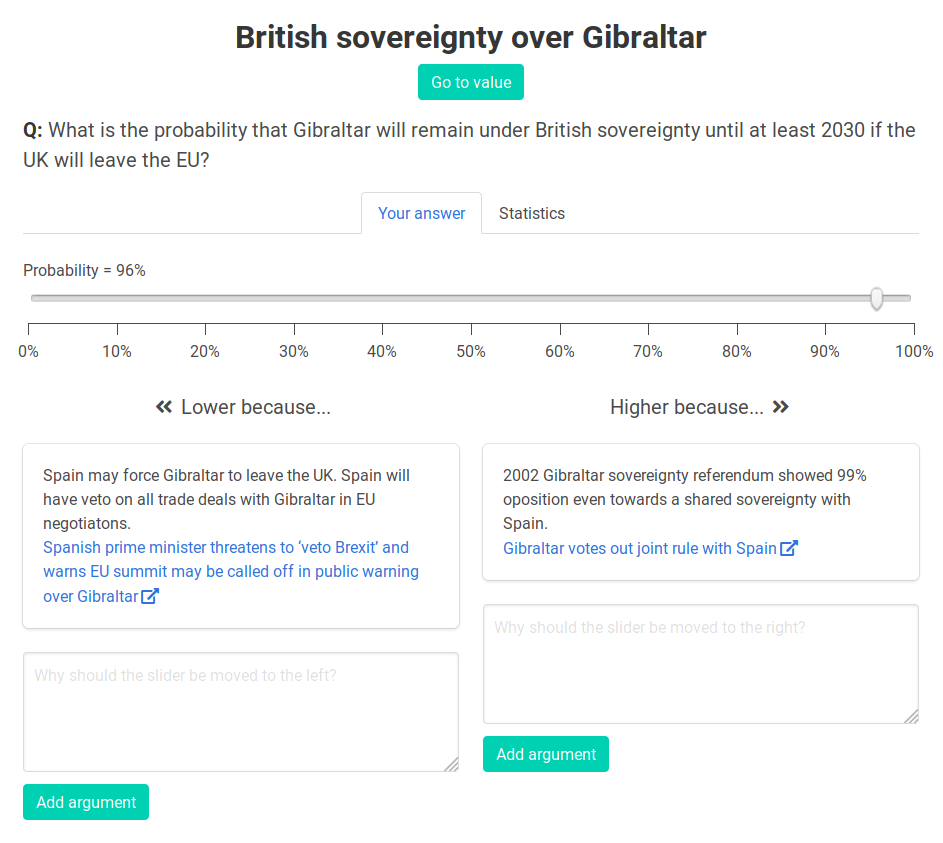 British sovereignty over Gibraltar
Go to value
Q: What is the probability that Gibraltar will remain under British sovereignty until at least 2030 if the
UK will leave the EU?
Your answer
Statistics
Probability = 96%
0% 10% 20% 30% 40% 50% 60% 70% 80% 90% 100%
Lower because...
Spain may force Gibraltar to leave the UK. Spain will
have veto on all trade deals with Gibraltar in EU
negotiatons.
Spanish prime minister threatens to ‘veto Brexit’ and
warns EU summit may be called off in public warning
over Gibraltar
Why should the slider be moved to the left?
Add argument
Higher because...
2002 Gibraltar sovereignty referendum showed 99%
oposition even towards a shared sovereignty with
Spain.
Gibraltar votes out joint rule with Spain
Why should the slider be moved to the right?
Add argument